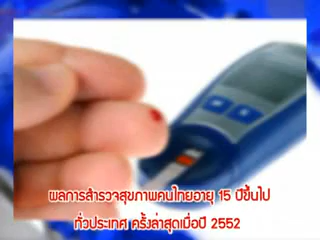 ผลการสำรวจสุขภาพคนไทยอายุ 15 ปีขึ้นไป
ทั่วประเทศ ครั้งล่าสุดเมื่อปี 2552